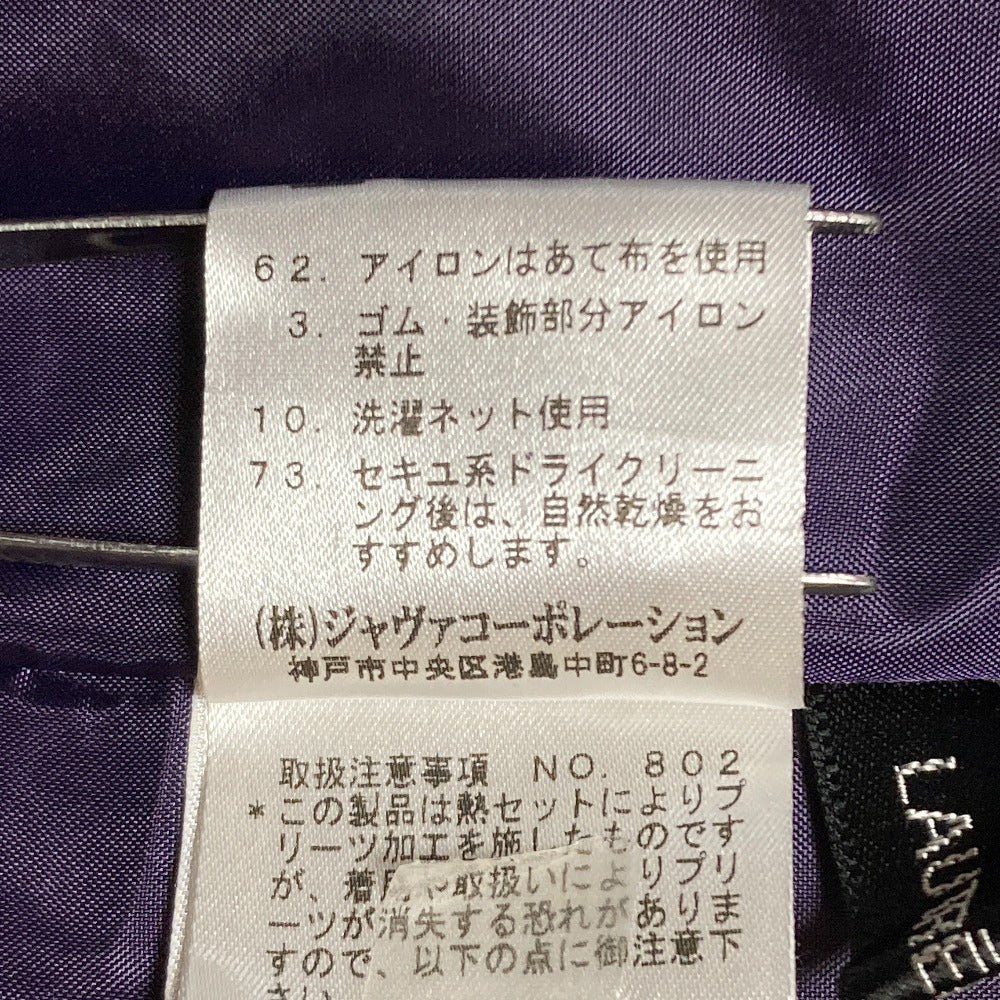 62. アイロンはあて布を使用
3. ゴム・装飾部分アイロン
禁止
10. 洗濯ネット使用
73. セキユ系ドライクリーニ
ング後は、自然乾燥をお
すすめします。
(株)ジャヴァコーポレーション
神戸市中央区港島中町6-8-2
取扱注意事項 NO. 802
*この製品は熱セットによりプ
リーツ加工を施したものです
が、着用や取扱いによりプリ
ーツが消失する恐れがありま
すので、以下の点に御注意下
さい
LAURÉ